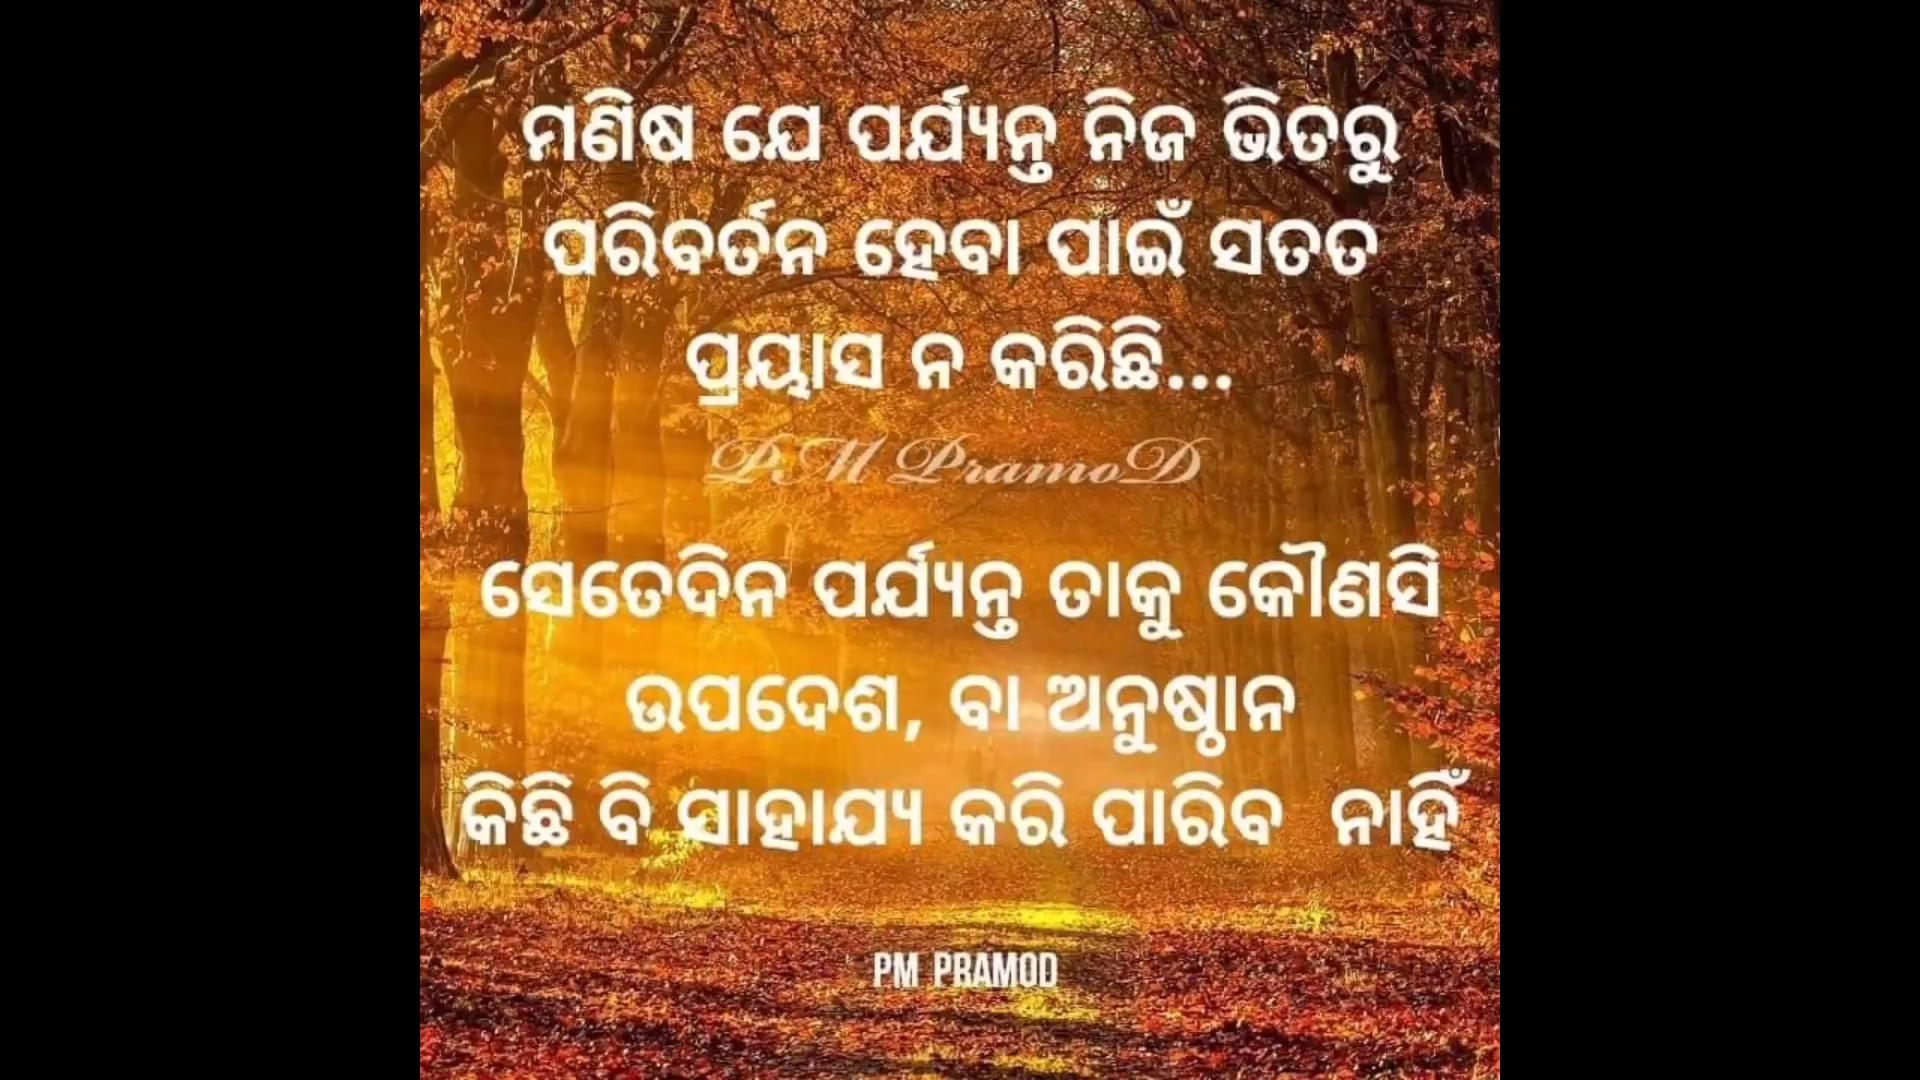 ମଣିଷ ଯେ ପର୍ଯ୍ୟନ୍ତ ନିଜ ଭିତରୁ
ପରିବର୍ତନ ହେବା ପାଇଁ ସତତ
ପ୍ରୟାସ ନ କରିଛି...
PM PramoD
ସେତେଦିନ ପର୍ଯ୍ୟନ୍ତ ତାକୁ କୌଣସି
ଉପଦେଶ, ବା ଅନୁଷ୍ଠାନ
କିଛି ବି ସାହାଯ୍ୟ କରି ପାରିବ ନାହିଁ
PM PRAMOD